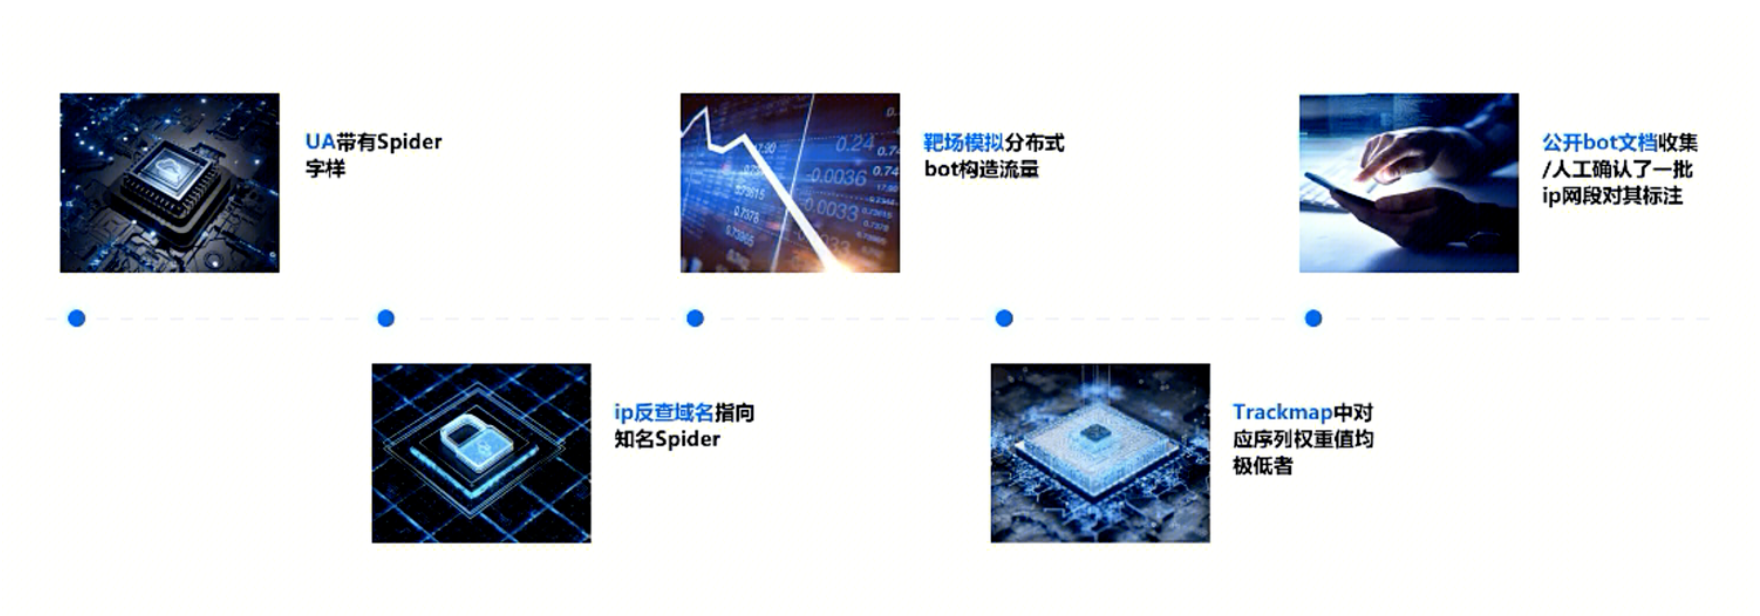 UA带有Spider
字样
ip反查域名指向
知名Spider
靶场模拟分布式
bot构造流量
Trackmap中对
应序列权重值均
极低者
公开bot文档收集
/人工确认了一批
ip网段对其标注